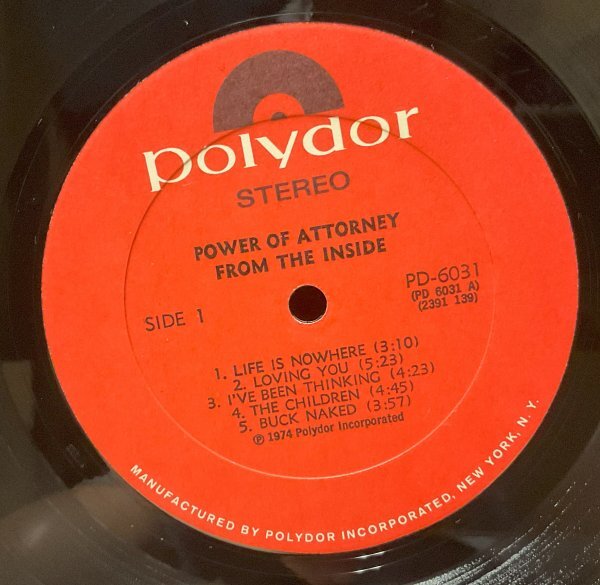 polydor
STEREO
POWER OF ATTORNEY
FROM THE INSIDE
SIDE 1
PD-6031
(PD 6031 A)
(2391 139)
1. LIFE IS NOWHERE (3:10)
2. LOVING YOU (5:23)
3. I'VE BEEN THINKING (4:23)
4. THE CHILDREN (4:45)
5. BUCK NAKED (3:57)
℗ 1974 Polydor Incorporated
MANUFACTURED BY POLYDOR INCORPORATED, NEW YORK, N. Y.